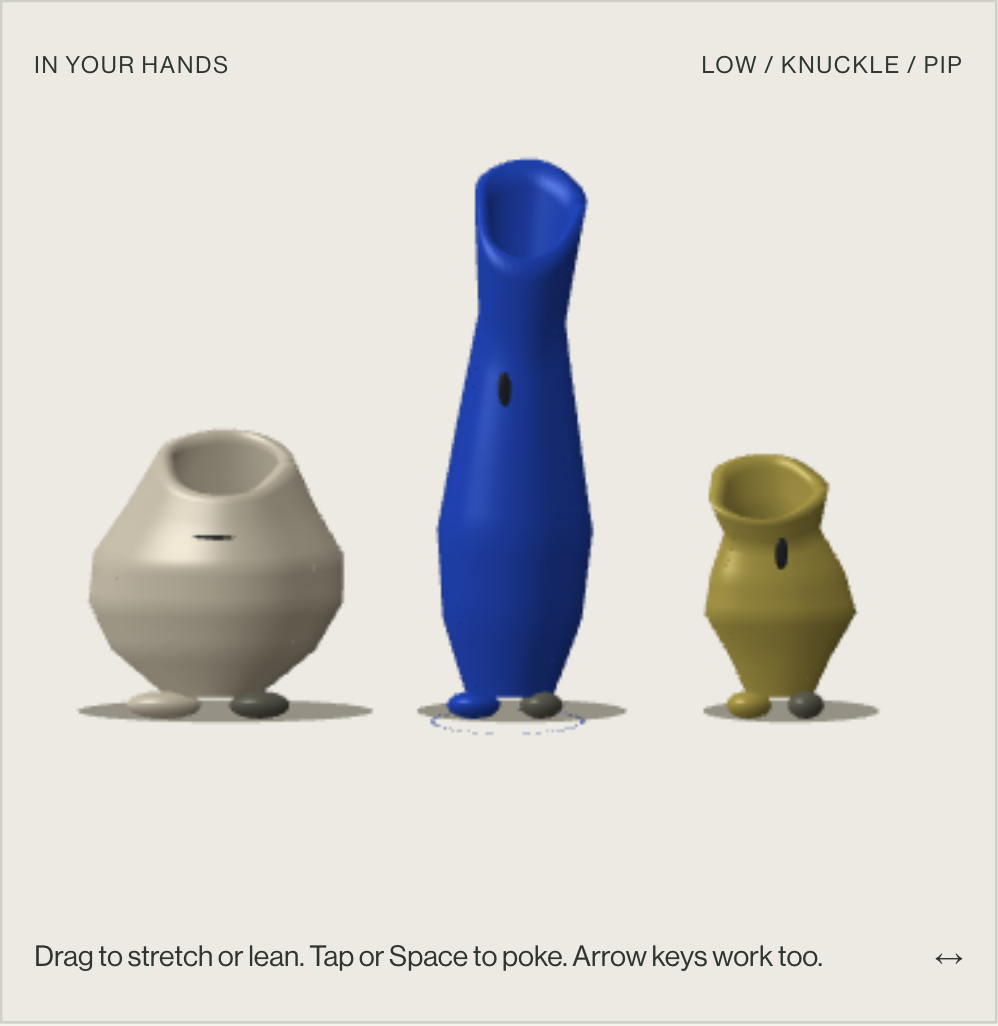 IN YOUR HANDS
LOW / KNUCKLE / PIP
Drag to stretch or lean. Tap or Space to poke. Arrow keys work too.
↔